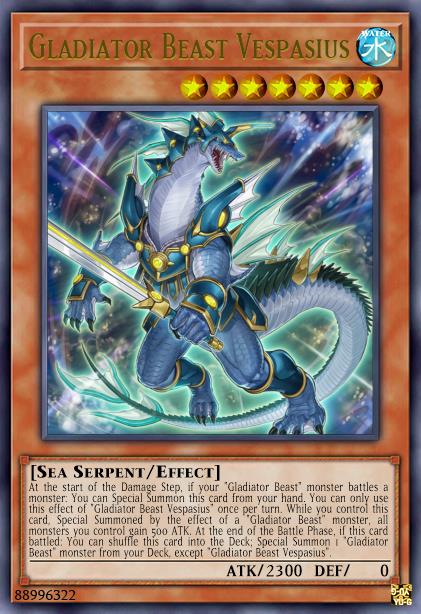 Gladiator Beast Vespasius
WATER
水
[Sea Serpent/Effect]
At the start of the Damage Step, if your "Gladiator Beast" monster battles a
monster: You can Special Summon this card from your hand. You can only use
this effect of "Gladiator Beast Vespasius" once per turn. While you control this
card, Special Summoned by the effect of a "Gladiator Beast" monster, all
monsters you control gain 500 ATK. At the end of the Battle Phase, if this card
battled: You can shuffle this card into the Deck; Special Summon 1 "Gladiator
Beast" monster from your Deck, except "Gladiator Beast Vespasius".
ATK/2300 DEF/ 0
88996322